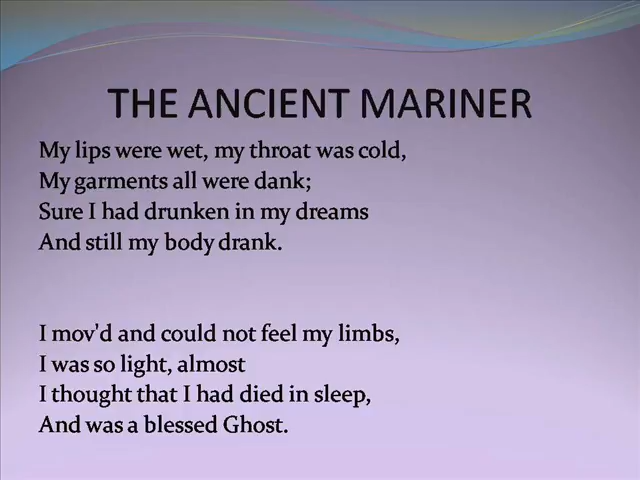 THE ANCIENT MARINER
My lips were wet, my throat was cold,
My garments all were dank;
Sure I had drunken in my dreams
And still my body drank.
I mov'd and could not feel my limbs,
I was so light, almost
I thought that I had died in sleep,
And was a blessed Ghost.